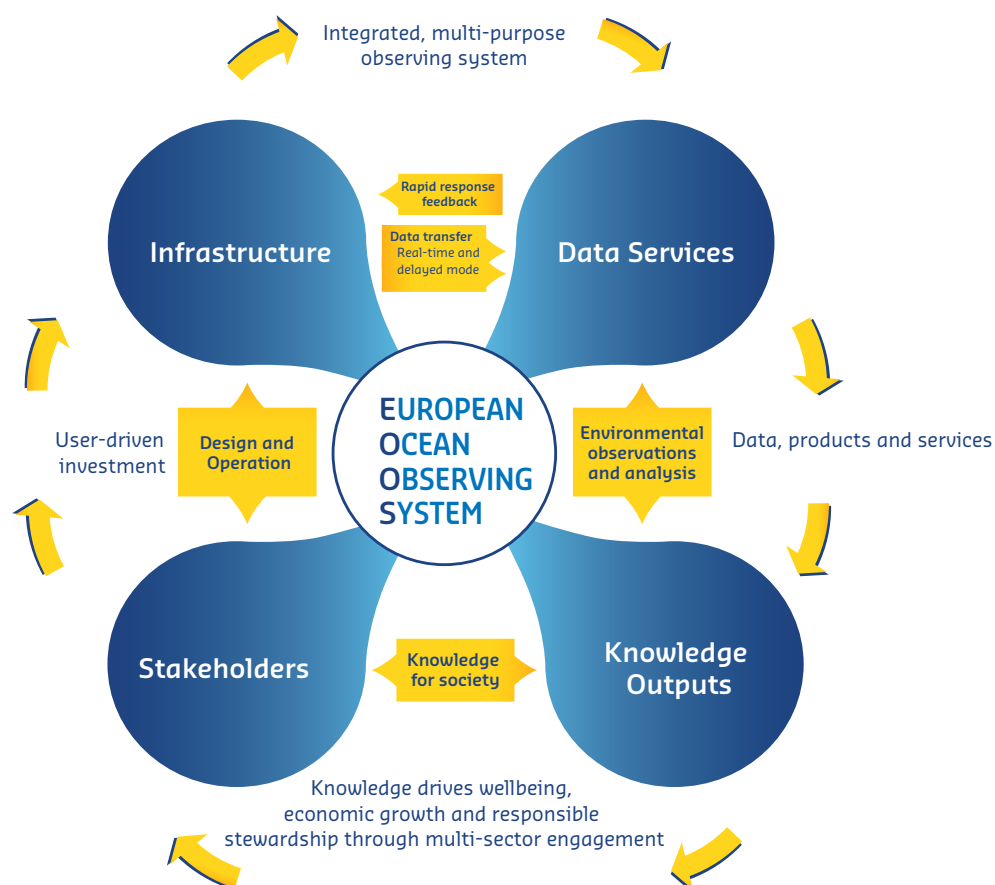 Integrated, multi-purpose
observing system
Rapid response
feedback
Infrastructure
Data transfer
Real-time and
delayed mode
Data Services
User-driven
investment
Design and
Operation
EUROPEAN
OCEAN
OBSERVING
SYSTEM
Environmental
observations
and analysis
Data, products and services
Stakeholders
Knowledge
for society
Knowledge
Outputs
Knowledge drives wellbeing,
economic growth and responsible
stewardship through multi-sector engagement